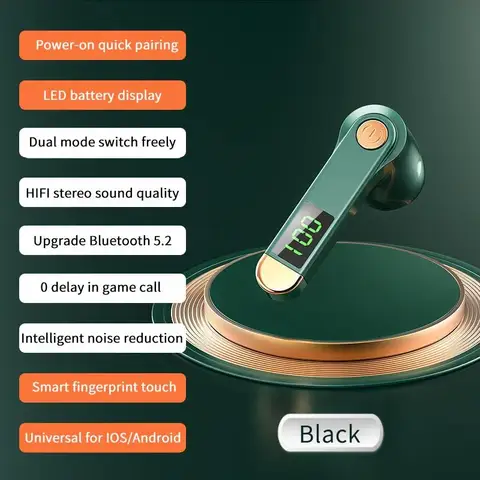 Power-on quick pairing
LED battery display
Dual mode switch freely
HIFI stereo sound quality
Upgrade Bluetooth 5.2
0 delay in game call
Intelligent noise reduction
Smart fingerprint touch
Universal for IOS/Android
100
Black